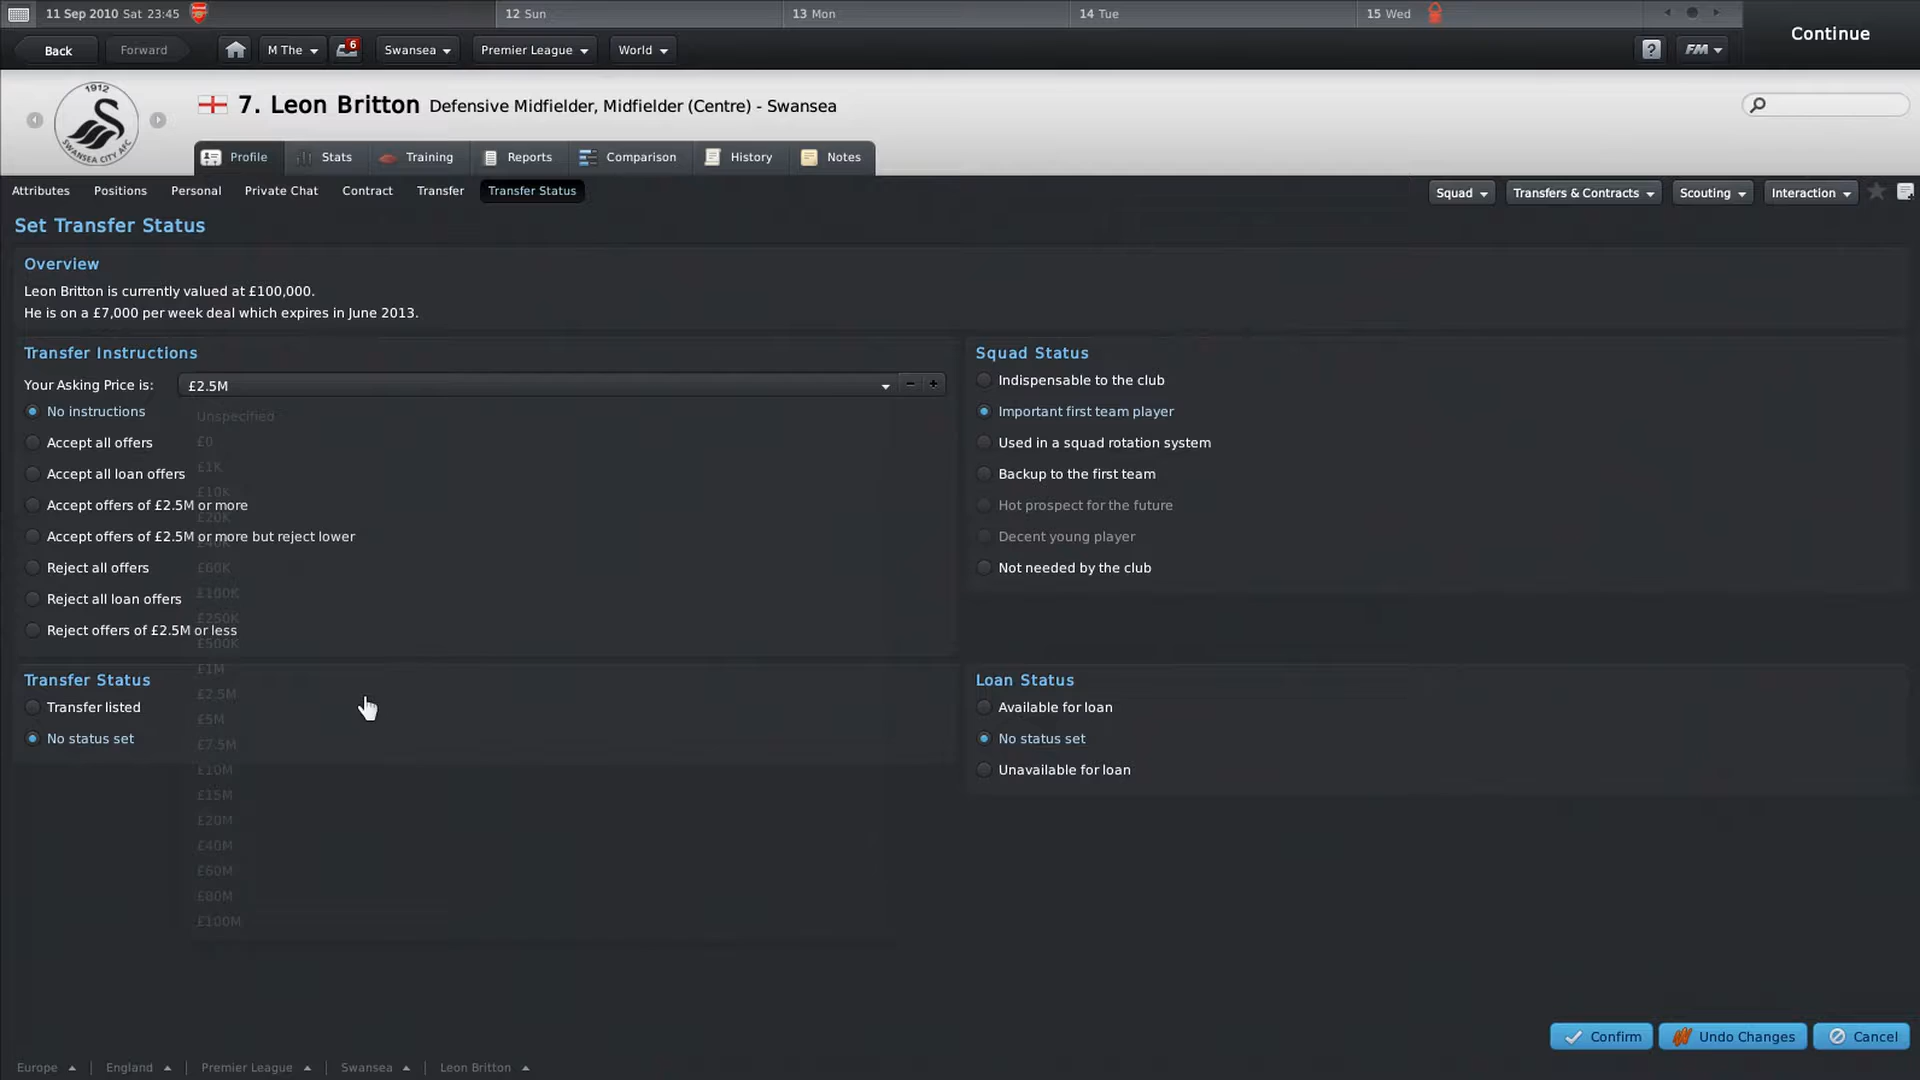 11 Sep 2010 Sat 23:45
12 Sun
13 Mon
14 Tue
15 Wed
Continue
Back
Forward
M The
6
Swansea
Premier League
World
?
FM
1912
SWANSEA CITY AFC
7. Leon Britton Defensive Midfielder, Midfielder (Centre) - Swansea
Profile
Stats
Training
Reports
Comparison
History
Notes
Attributes
Positions
Personal
Private Chat
Contract
Transfer
Transfer Status
Squad
Transfers & Contracts
Scouting
Interaction
Set Transfer Status
Overview
Leon Britton is currently valued at £100,000.
He is on a £7,000 per week deal which expires in June 2013.
Transfer Instructions
Your Asking Price is:
£2.5M
No instructions
Accept all offers
Accept all loan offers
Accept offers of £2.5M or more
Accept offers of £2.5M or more but reject lower
Reject all offers
Reject all loan offers
Reject offers of £2.5M or less
Unspecified
£0
£1K
£10K
£20K
£40K
£60K
£100K
£250K
£500K
£1M
£2.5M
£5M
£7.5M
£10M
£15M
£20M
£40M
£60M
£80M
£100M
Squad Status
Indispensable to the club
Important first team player
Used in a squad rotation system
Backup to the first team
Hot prospect for the future
Decent young player
Not needed by the club
Transfer Status
Transfer listed
No status set
Loan Status
Available for loan
No status set
Unavailable for loan
Confirm
Undo Changes
Cancel
Europe
England
Premier League
Swansea
Leon Britton